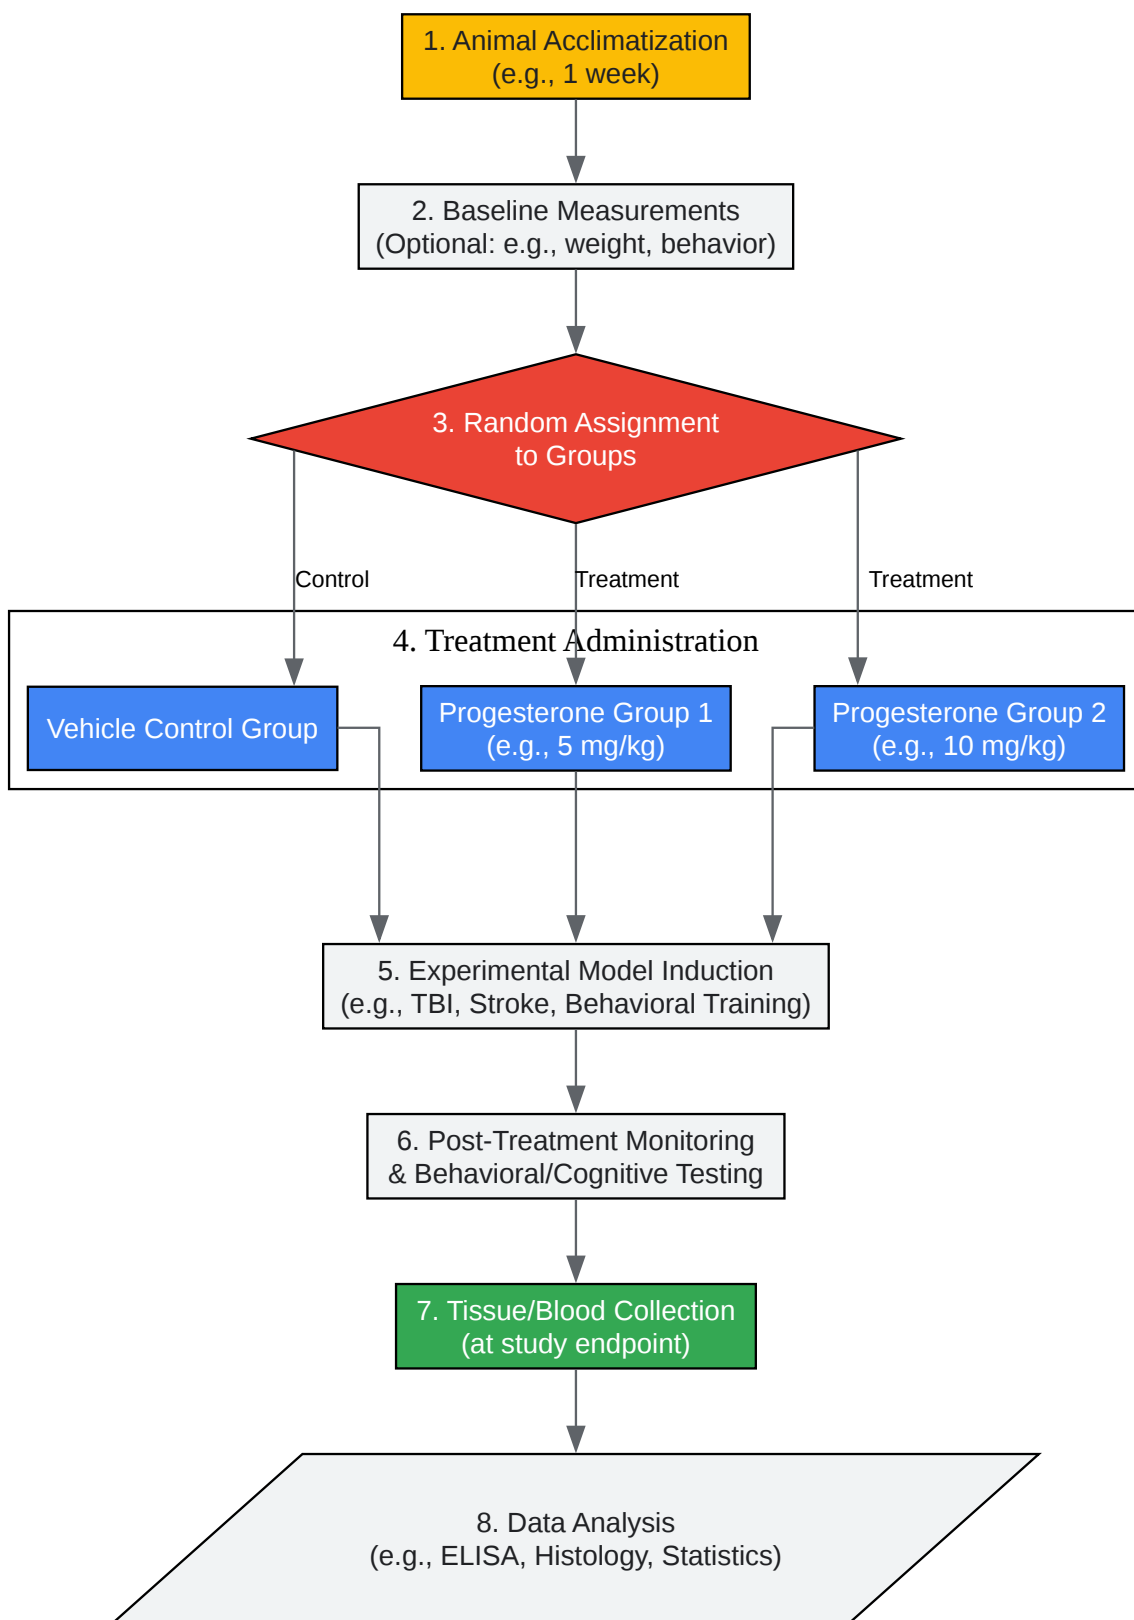 1. Animal Acclimatization
(e.g., 1 week)
2. Baseline Measurements
(Optional: e.g., weight, behavior)
3. Random Assignment
to Groups
Control
Treatment
Treatment
4. Treatment Administration
Vehicle Control Group
Progesterone Group 1
(e.g., 5 mg/kg)
Progesterone Group 2
(e.g., 10 mg/kg)
5. Experimental Model Induction
(e.g., TBI, Stroke, Behavioral Training)
6. Post-Treatment Monitoring
& Behavioral/Cognitive Testing
7. Tissue/Blood Collection
(at study endpoint)
8. Data Analysis
(e.g., ELISA, Histology, Statistics)